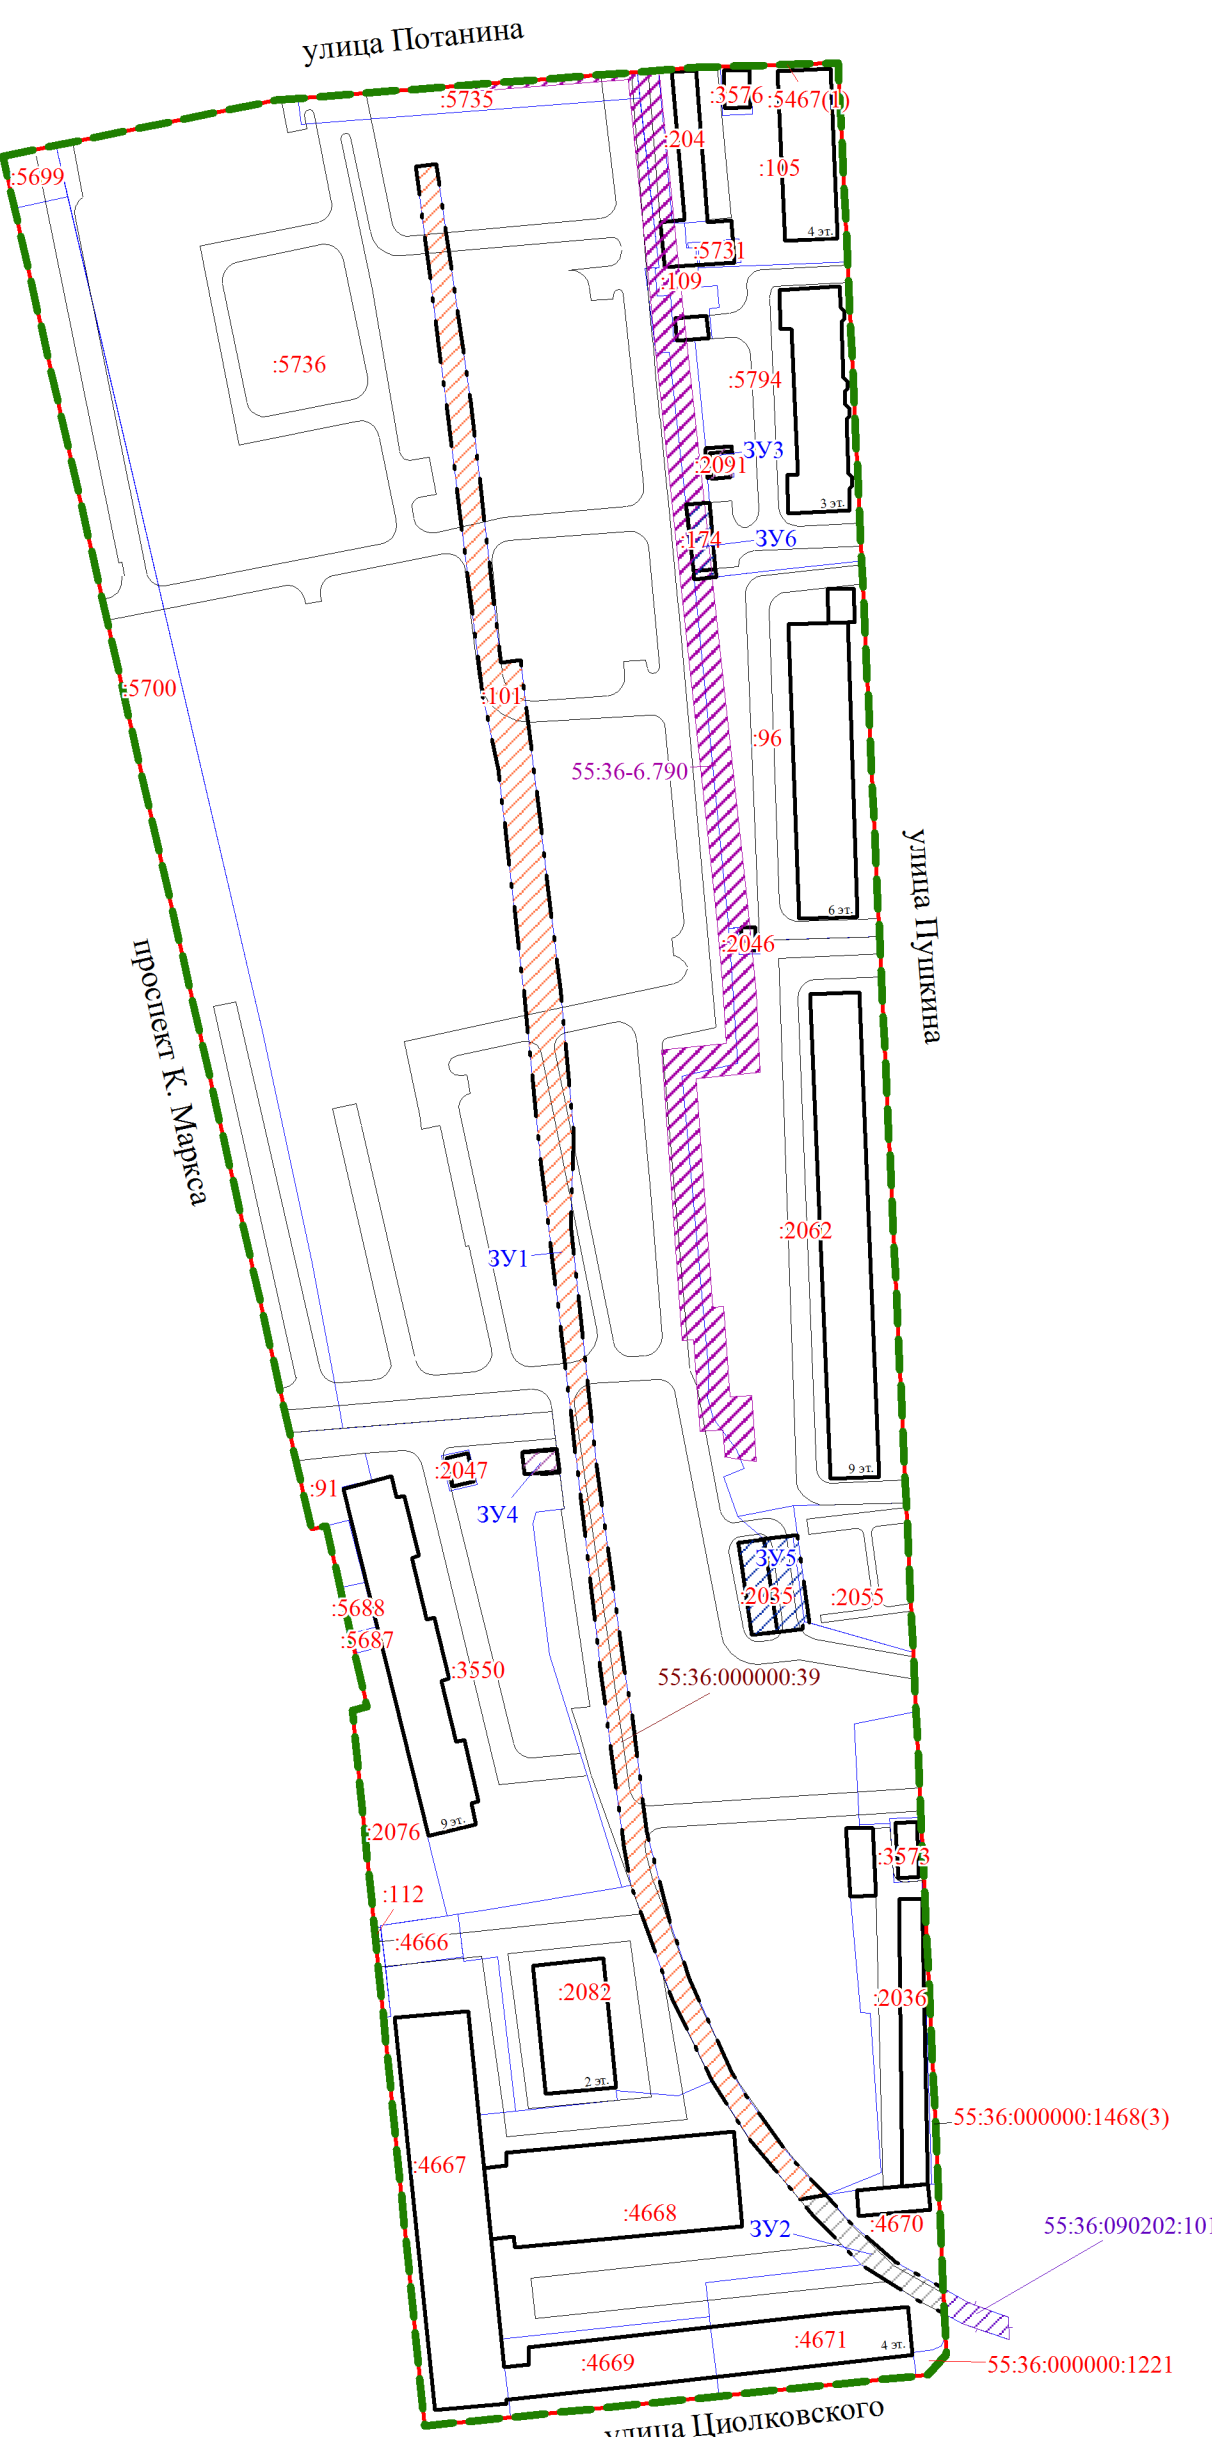 улица Потанина
:5735
:3576
:5467(1)
:204
:105
:5699
4 эт.
:5731
:109
:5736
:5794
ЗУ3
:2091
3 эт.
:174
ЗУ6
:5700
:101
:96
55:36-6.790
улица Пушкина
6 эт.
:2046
проспект К. Маркса
:2062
ЗУ1
9 эт.
:2047
:91
ЗУ4
ЗУ5
:2035
:2055
:5688
:5687
:3550
55:36:000000:39
9 эт.
:2076
:3573
:112
:4666
:2082
:2036
2 эт.
55:36:000000:1468(3)
:4667
:4668
ЗУ2
:4670
55:36:090202:101
:4671
4 эт.
:4669
55:36:000000:1221
улица Циолковского